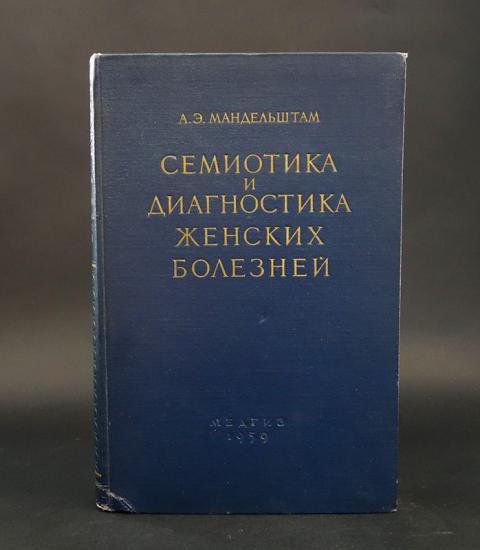 А. Э. МАНДЕЛЬШТАМ
СЕМИОТИКА
И
ДИАГНОСТИКА
ЖЕНСКИХ
БОЛЕЗНЕЙ
МЕДГИЗ
1959